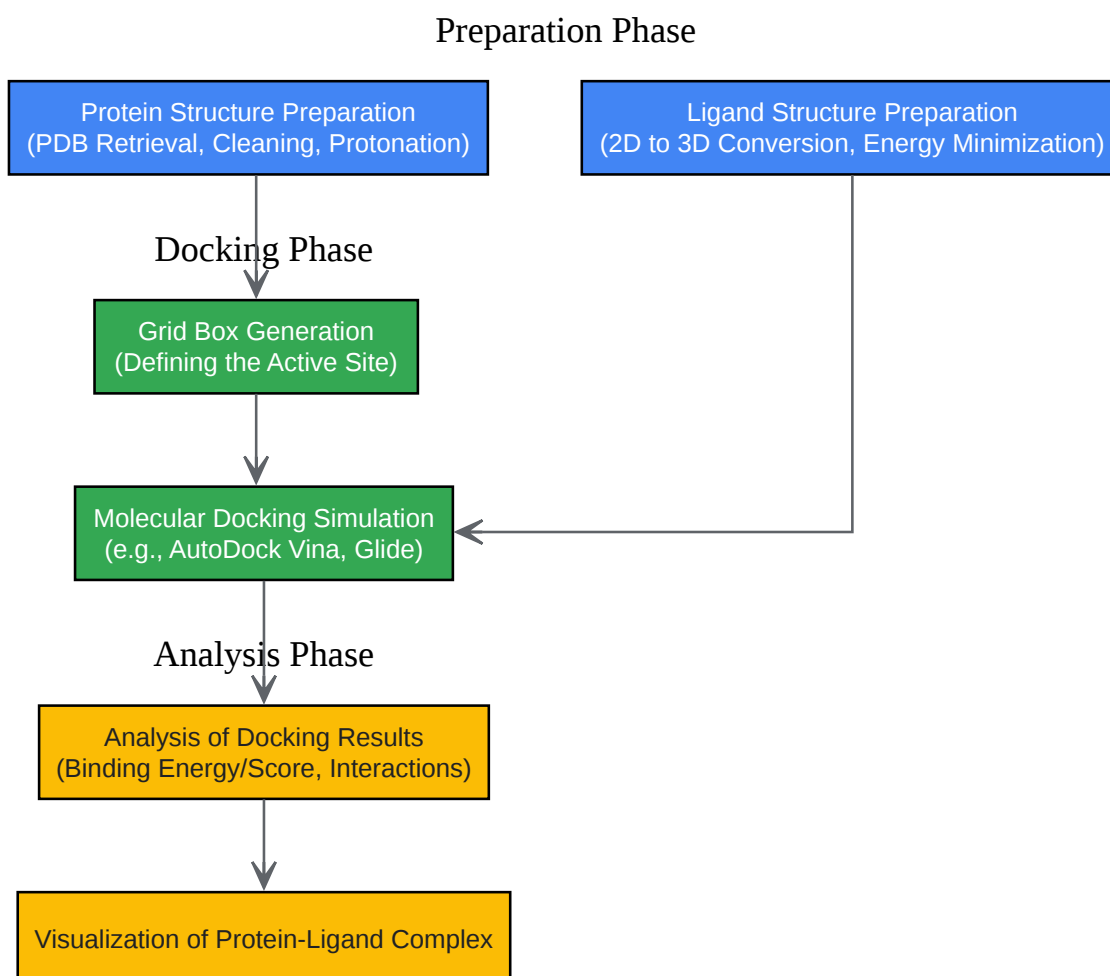 Preparation Phase
Protein Structure Preparation
(PDB Retrieval, Cleaning, Protonation)
Ligand Structure Preparation
(2D to 3D Conversion, Energy Minimization)
Docking Phase
Grid Box Generation
(Defining the Active Site)
Molecular Docking Simulation
(e.g., AutoDock Vina, Glide)
Analysis Phase
Analysis of Docking Results
(Binding Energy/Score, Interactions)
Visualization of Protein-Ligand Complex